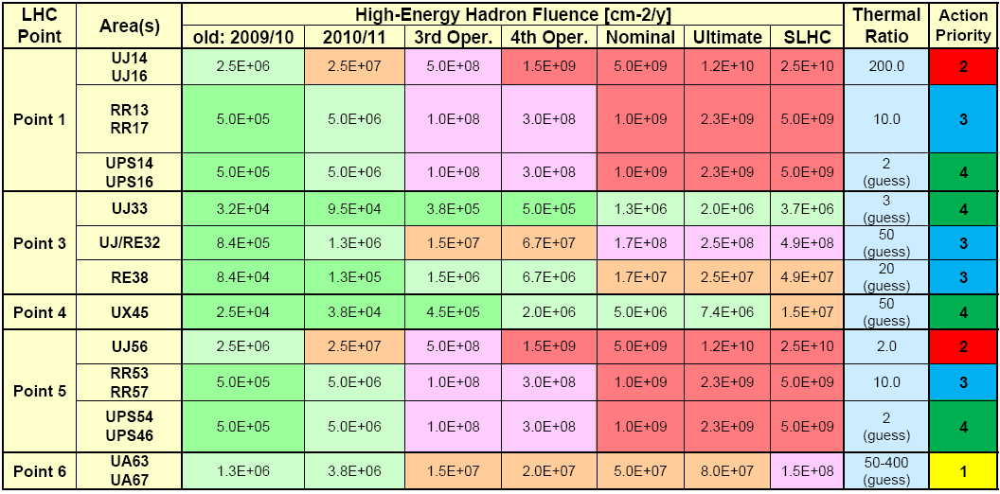 LHC Point Area(s) High-Energy Hadron Fluence [cm-2/y] Thermal Ratio Action Priority
old: 2009/10 2010/11 3rd Oper. 4th Oper. Nominal Ultimate SLHC
Point 1
UJ14
UJ16
2.5E+06 2.5E+07 5.0E+08 1.5E+09 5.0E+09 1.2E+10 2.5E+10 200.0 2
RR13
RR17
5.0E+05 5.0E+06 1.0E+08 3.0E+08 1.0E+09 2.3E+09 5.0E+09 10.0 3
UPS14
UPS16
5.0E+05 5.0E+06 1.0E+08 3.0E+08 1.0E+09 2.3E+09 5.0E+09 2 (guess) 4
Point 3
UJ33 3.2E+04 9.5E+04 3.8E+05 5.0E+05 1.3E+06 2.0E+06 3.7E+06 3 (guess) 4
UJ/RE32 8.4E+05 1.3E+06 1.5E+07 6.7E+07 1.7E+08 2.5E+08 4.9E+08 50 (guess) 3
RE38 8.4E+04 1.3E+05 1.5E+06 6.7E+06 1.7E+07 2.5E+07 4.9E+07 20 (guess) 3
Point 4
UX45 2.5E+04 3.8E+04 4.5E+05 2.0E+06 5.0E+06 7.4E+06 1.5E+07 50 (guess) 4
Point 5
UJ56 2.5E+06 2.5E+07 5.0E+08 1.5E+09 5.0E+09 1.2E+10 2.5E+10 2.0 2
RR53
RR57
5.0E+05 5.0E+06 1.0E+08 3.0E+08 1.0E+09 2.3E+09 5.0E+09 10.0 3
UPS54
UPS46
5.0E+05 5.0E+06 1.0E+08 3.0E+08 1.0E+09 2.3E+09 5.0E+09 2 (guess) 4
Point 6
UA63
UA67
1.3E+06 3.8E+06 1.5E+07 2.0E+07 5.0E+07 8.0E+07 1.5E+08 50-400 (guess) 1